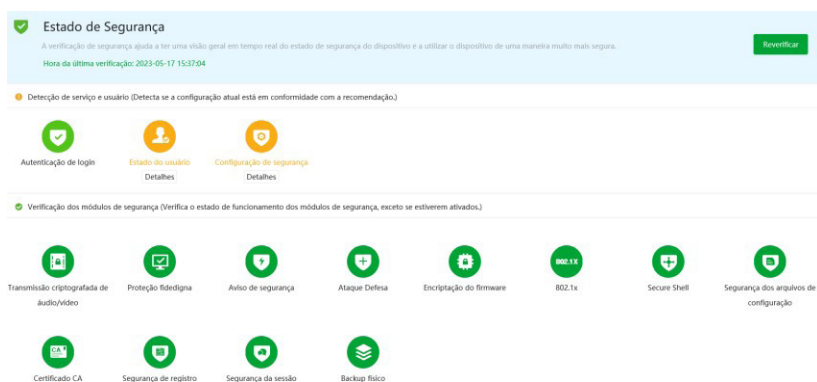 Estado de Segurança
A verificação de segurança ajuda a ter uma visão geral em tempo real do estado de segurança do dispositivo e a utilizar o dispositivo de uma maneira muito mais segura.
Reverificar
Hora da última verificação: 2023-05-17 15:37:04
Detecção de serviço e usuário (Detecta se a configuração atual está em conformidade com a recomendação.)
Autenticação de login
Estado do usuário
Configuração de segurança
Detalhes
Detalhes
Verificação dos módulos de segurança (Verifica o estado de funcionamento dos módulos de segurança, exceto se estiverem ativados.)
802.1X
Transmissão criptografada de
áudio/vídeo
Proteção fidedigna
Aviso de segurança
Ataque Defesa
Encriptação do firmware
802.1x
Secure Shell
Segurança dos arquivos de
configuração
CA
Certificado CA
Segurança de registro
Segurança da sessão
Backup físico